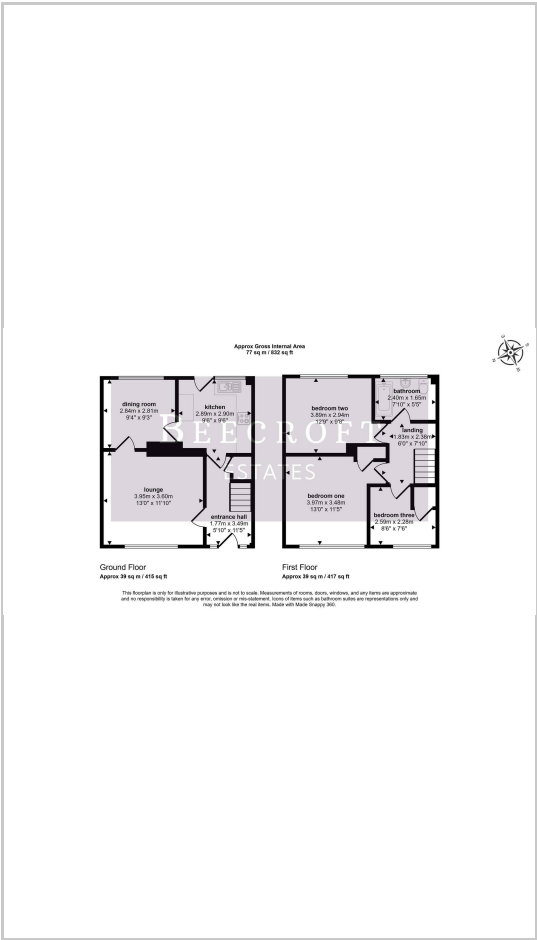 Approx Gross Internal Area
77 sq m / 832 sq ft
dining room
2.84m x 2.81m
9'4" x 9'3"
kitchen
2.89m x 2.90m
9'6" x 9'6"
lounge
3.95m x 3.60m
13'0" x 11'10"
entrance hall
1.77m x 3.49m
5'10" x 11'5"
bedroom two
3.89m x 2.94m
12'9" x 9'8"
bathroom
2.40m x 1.65m
7'10" x 5'5"
landing
1.83m x 2.38m
6'0" x 7'10"
bedroom one
3.97m x 3.48m
13'0" x 11'5"
bedroom three
2.59m x 2.28m
8'6" x 7'6"
BEECROFT
ESTATES
Ground Floor
Approx 39 sq m / 415 sq ft
First Floor
Approx 39 sq m / 417 sq ft
This floorplan is only for illustrative purposes and is not to scale. Measurements of rooms, doors, windows, and any items are approximate
and no responsibility is taken for any error, omission or mis-statement. Icons of items such as bathroom suites are representations only and
may not look like the real items. Made with Made Snappy 360.